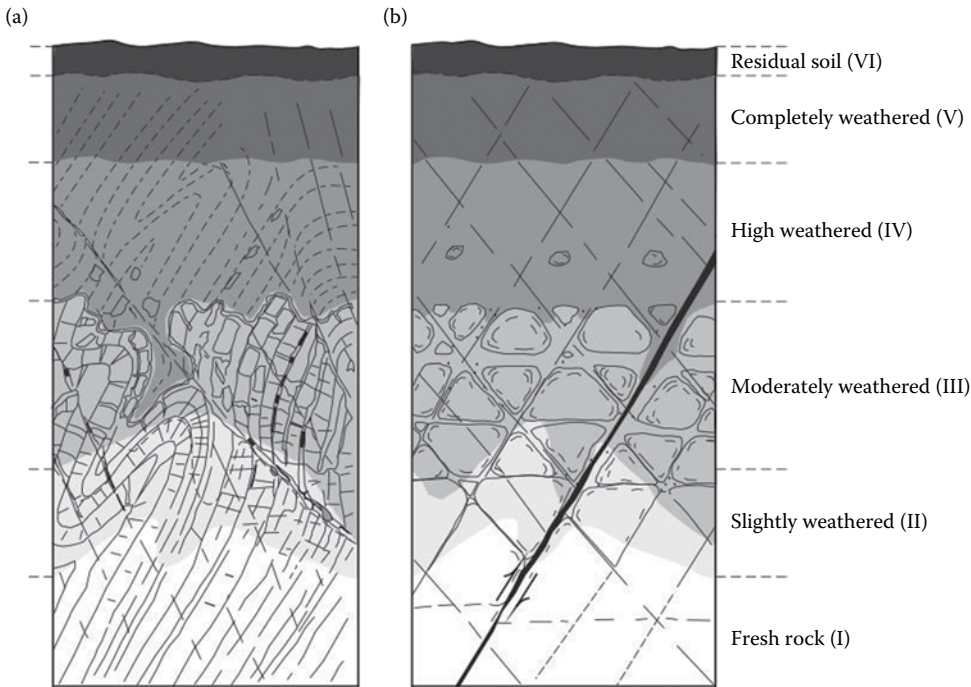 (a)
(b)
Residual soil (VI)
Completely weathered (V)
High weathered (IV)
Moderately weathered (III)
Slightly weathered (II)
Fresh rock (I)